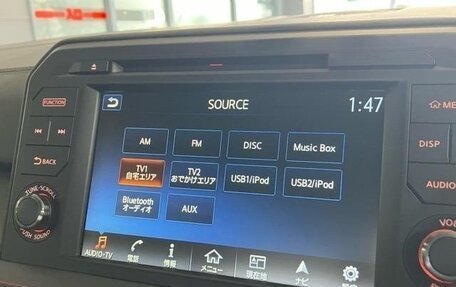 SOURCE
1:47
FUNCTION
MENU
AM
FM
DISC
Music Box
DISP
TV1
自宅エリア
TV2
おでかけエリア
USB1/iPod
USB2/iPod
BACK
AUDIO
TUNE·SCROLL
Bluetooth
オーディオ
AUX
PUSH SOUND
AUDIO·TV
電話
情報
メニュー
現在地
ナビ